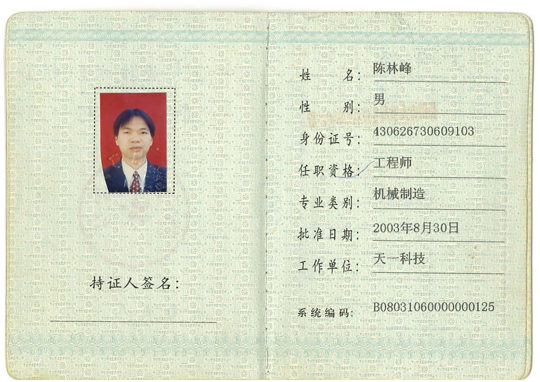 持证人签名:
姓 名: 陈林峰
性 别: 男
身份证号: 430626730609103
任职资格: 工程师
专业类别: 机械制造
批准日期: 2003年8月30日
工作单位: 天一科技
系统编码: B08031060000000125